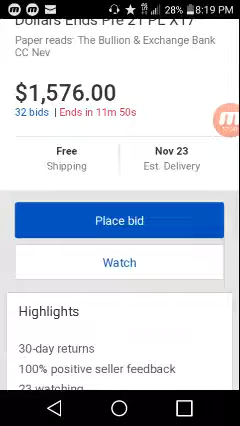 28% 8:19 PM
Dollars Ends Pre 21 PL X17
Paper reads: The Bullion & Exchange Bank
CC Nev
$1,576.00
32 bids | Ends in 11m 50s
Free
Shipping
Nov 23
Est. Delivery
Place bid
Watch
Highlights
30-day returns
100% positive seller feedback
23 watching